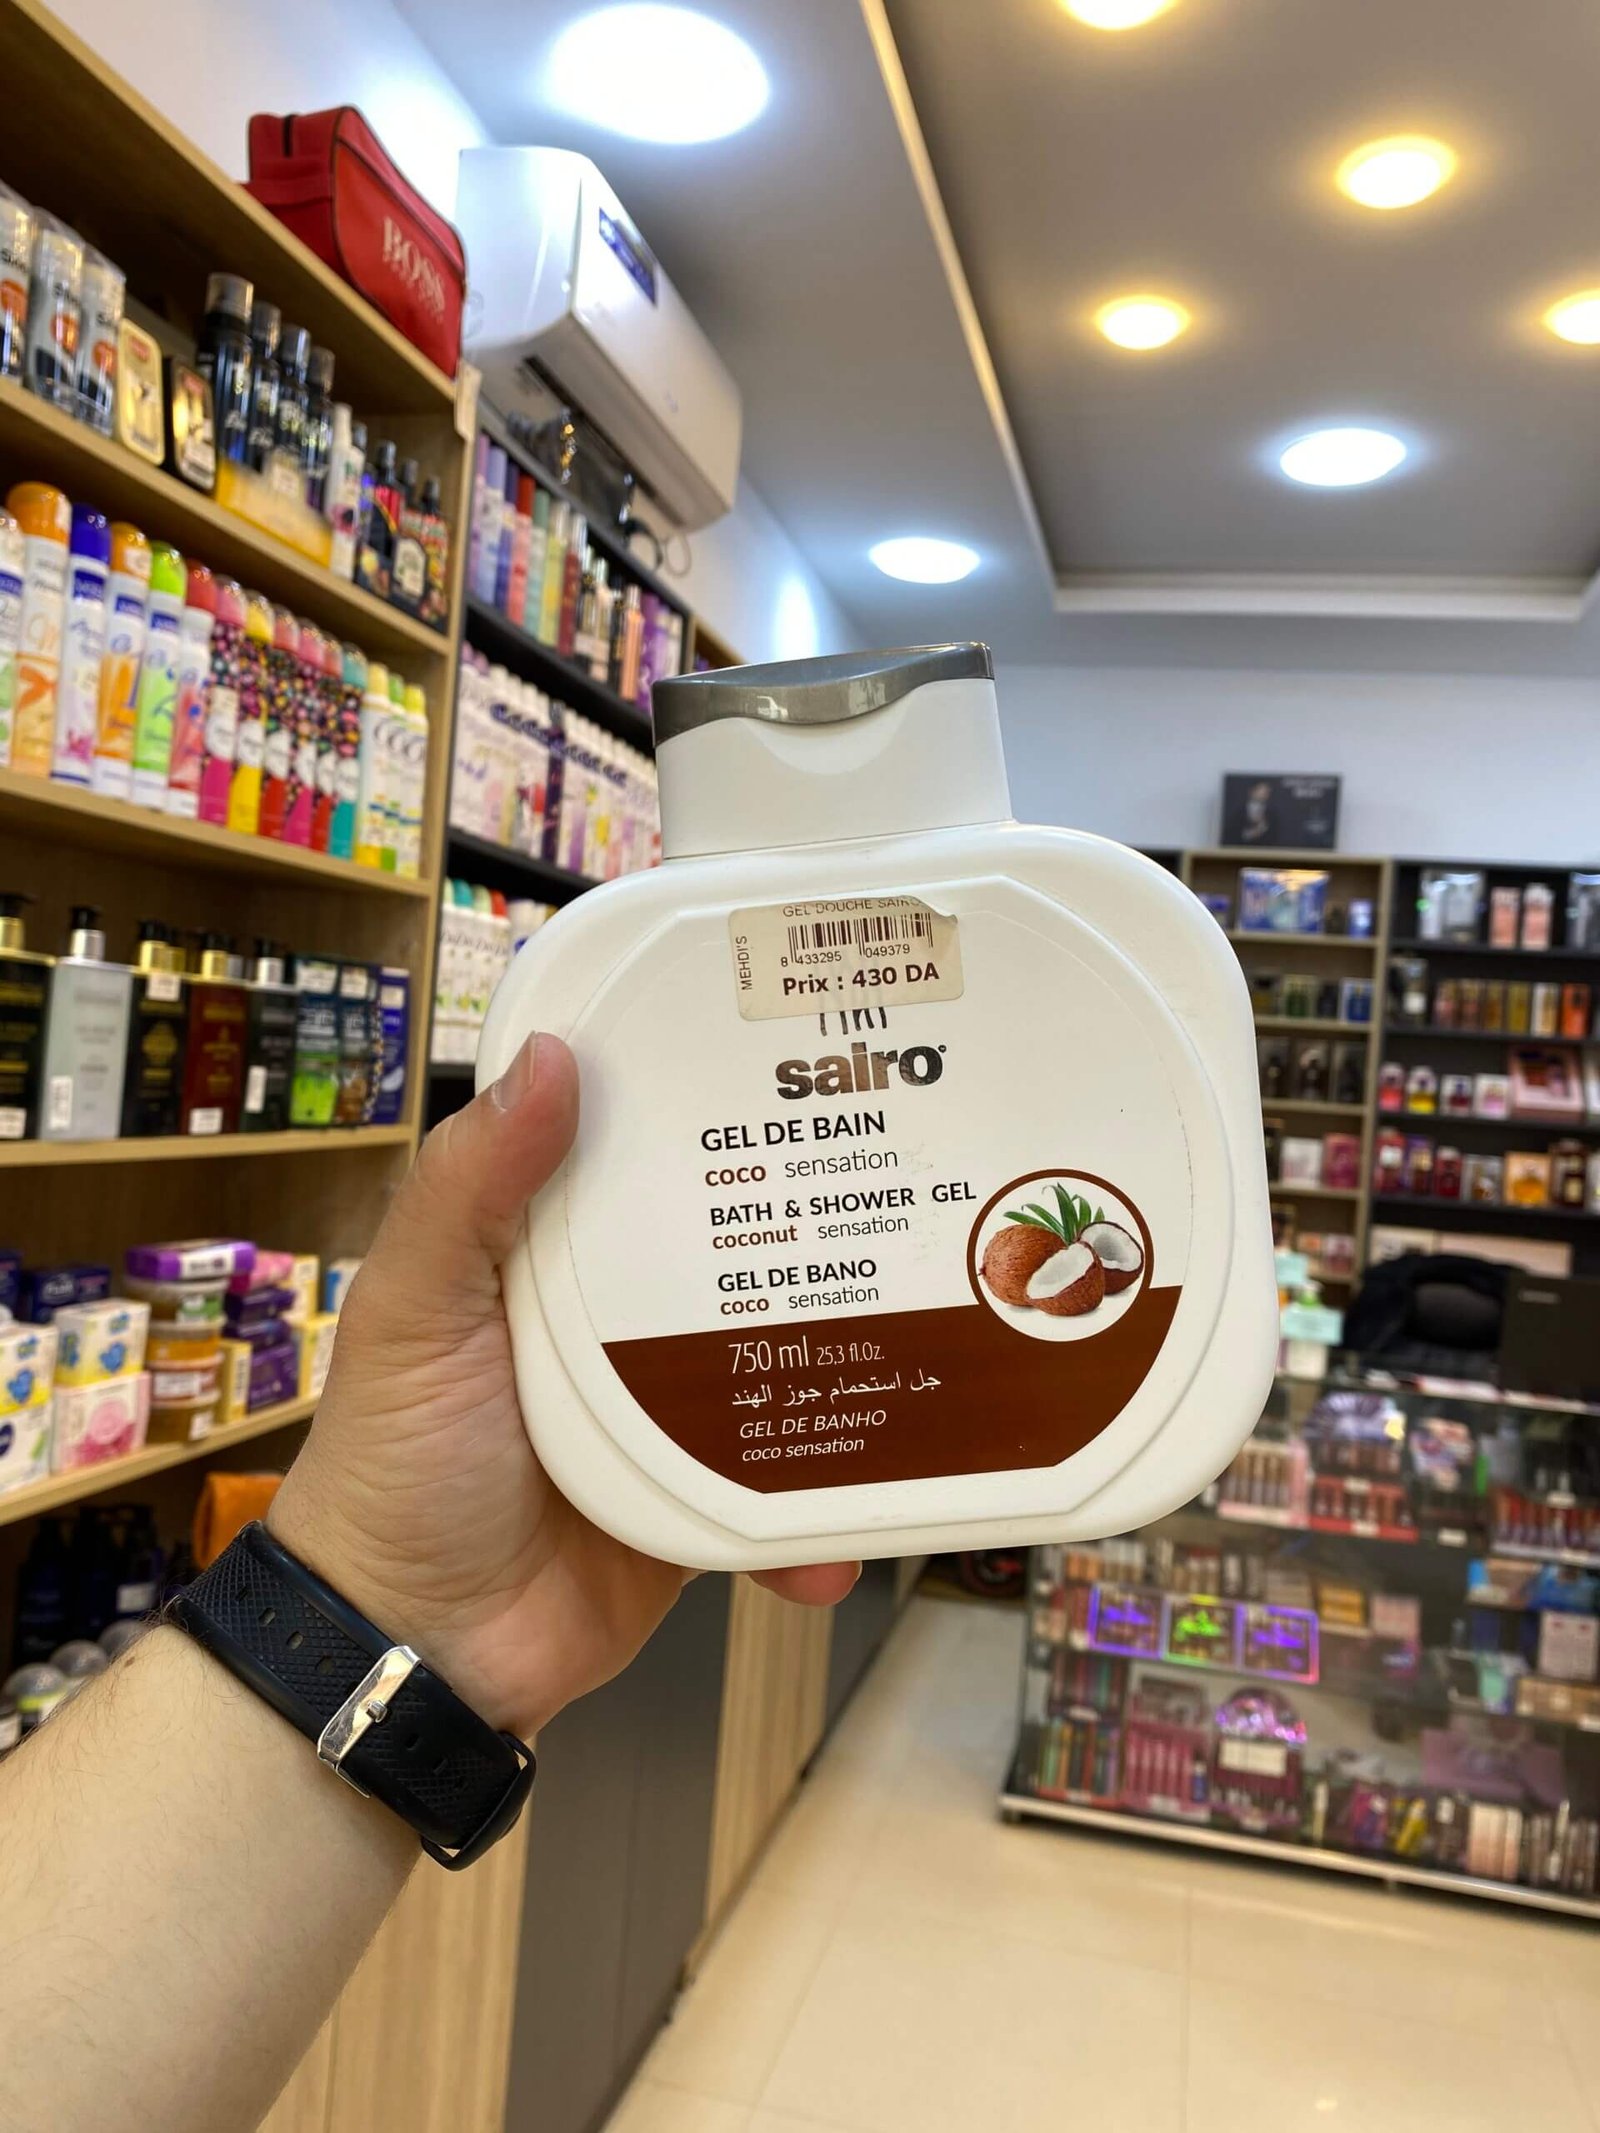 BOSS
GEL DOUCHE SAIRO
MEHDI'S
8 433295 049379
Prix : 430 DA
sairo
GEL DE BAIN
coco sensation
BATH & SHOWER GEL
coconut sensation
GEL DE BANO
coco sensation
750 ml 25,3 fl.Oz.
جل استحمام جوز الهند
GEL DE BANHO
coco sensation